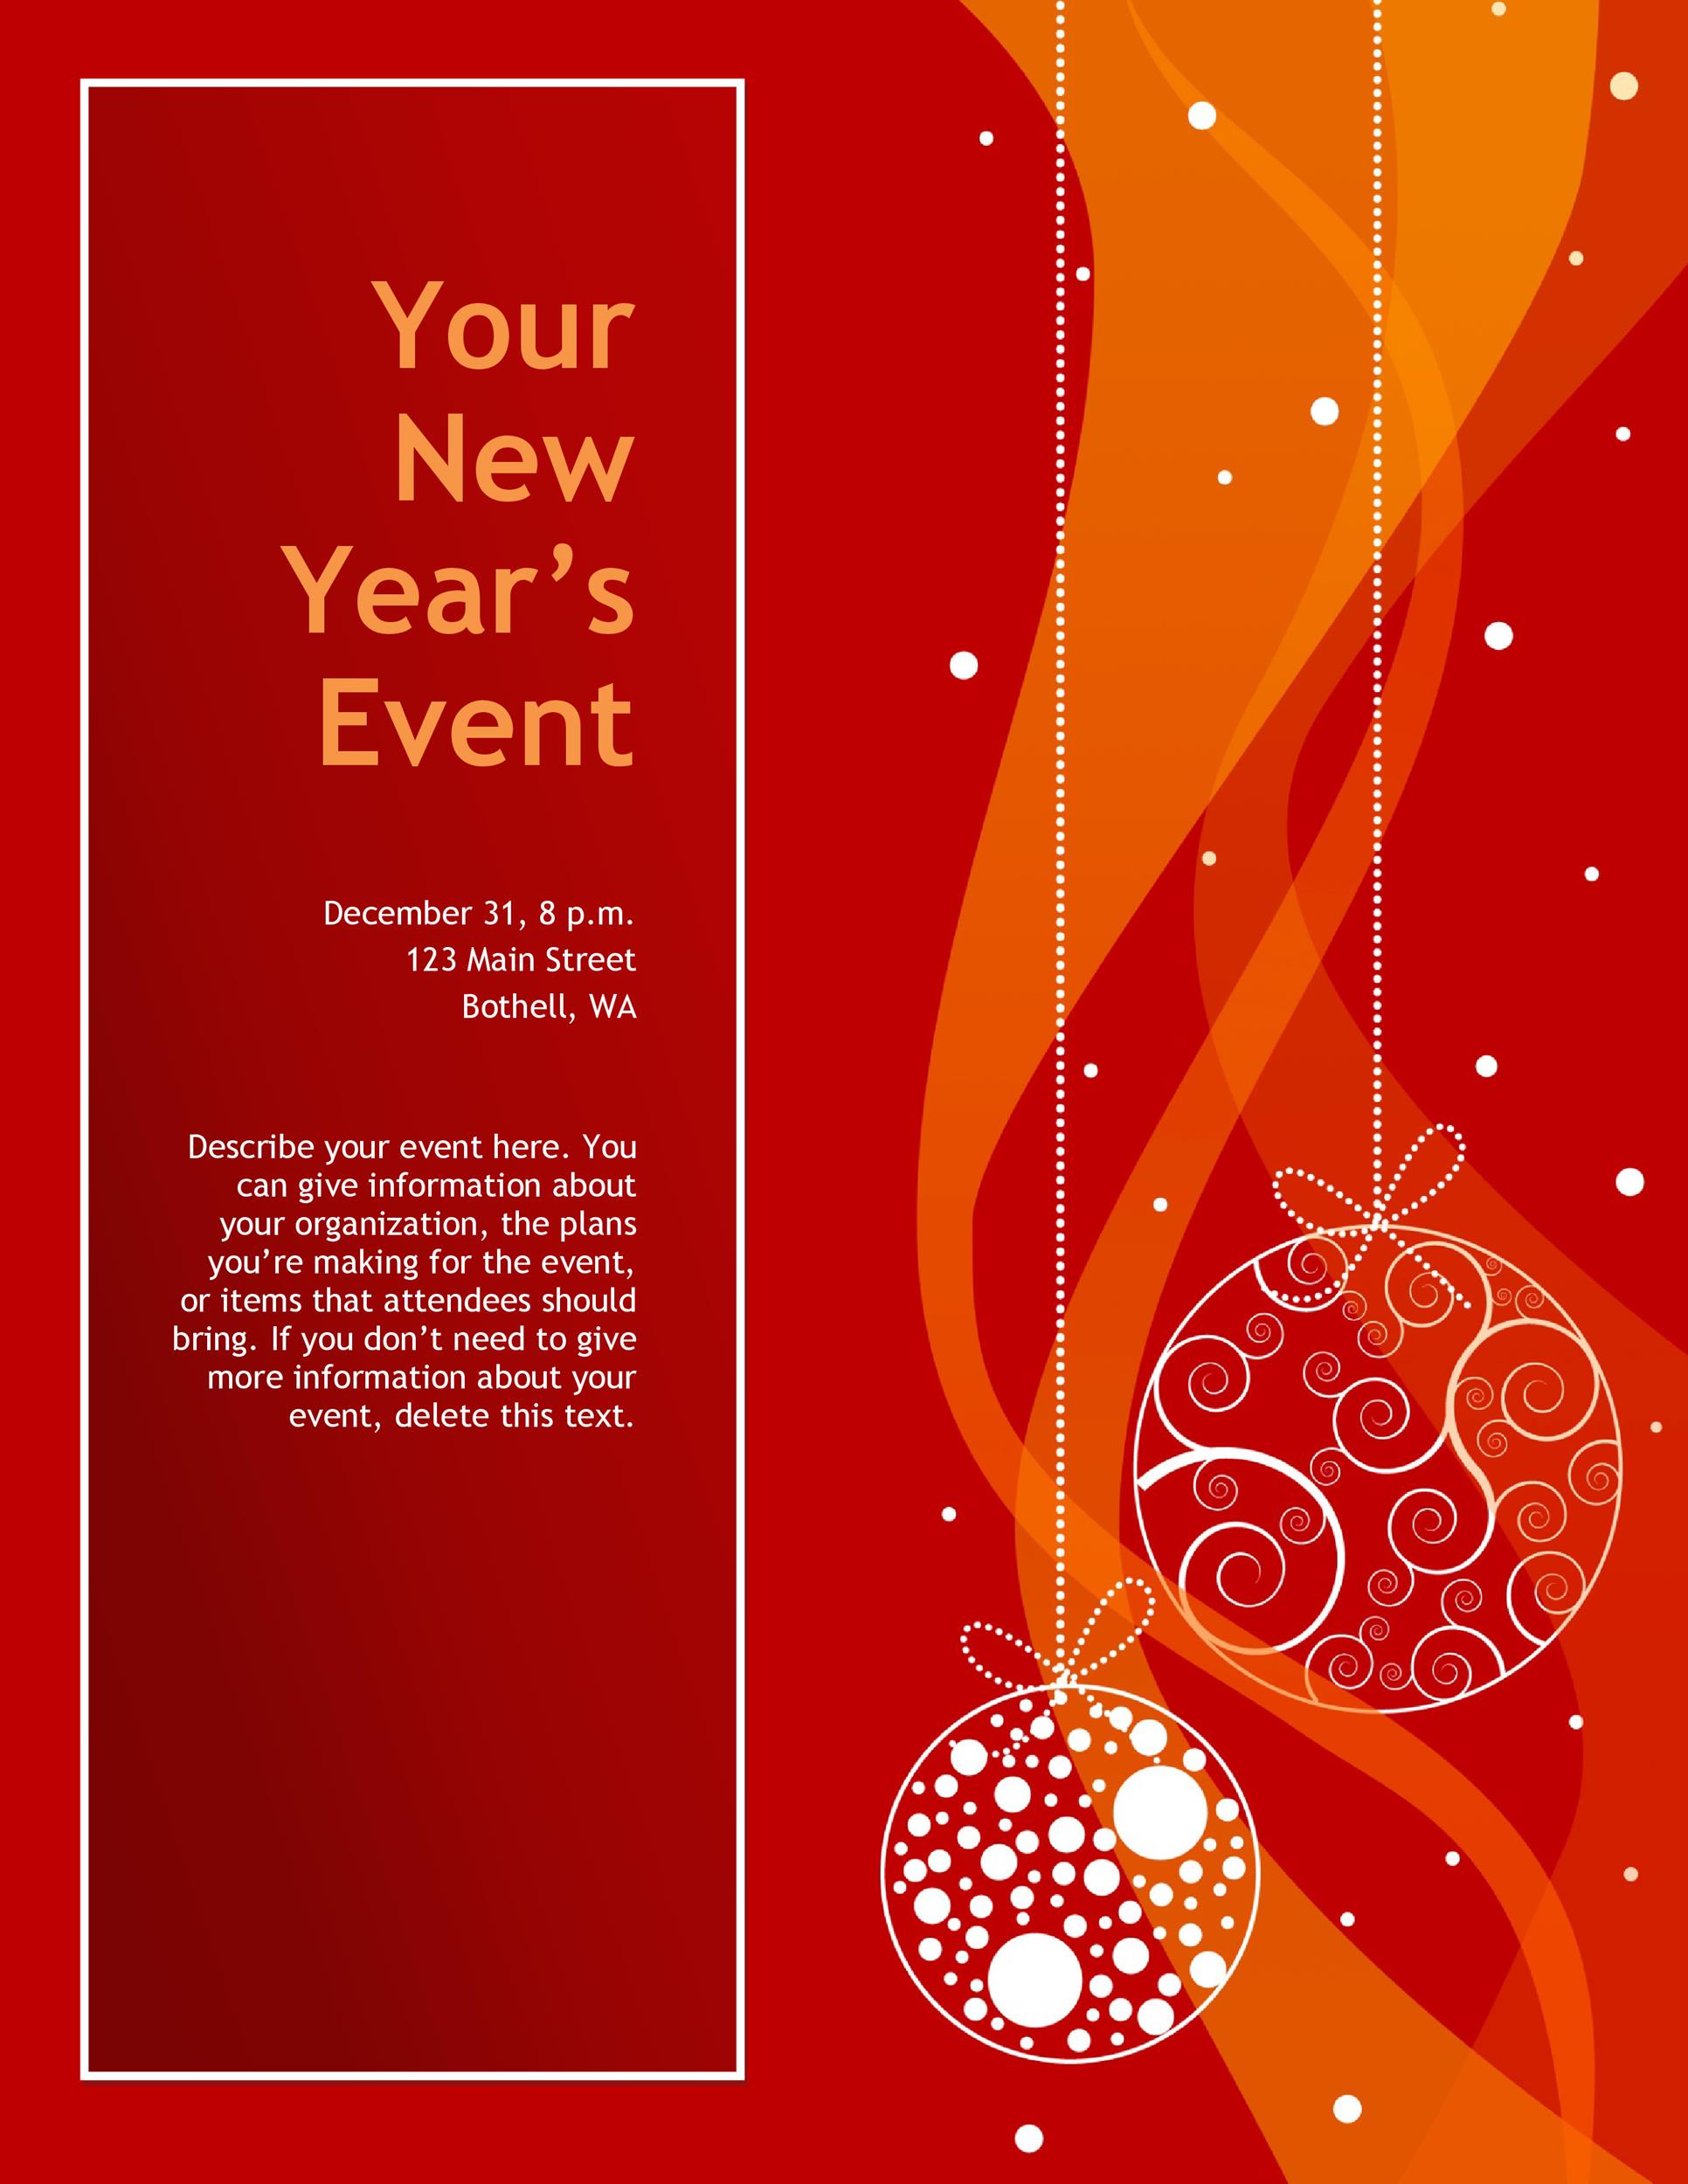 Your
New
Year’s
Event
December 31, 8 p.m.
123 Main Street
Bothell, WA
Describe your event here. You
can give information about
your organization, the plans
you’re making for the event,
or items that attendees should
bring. If you don’t need to give
more information about your
event, delete this text.